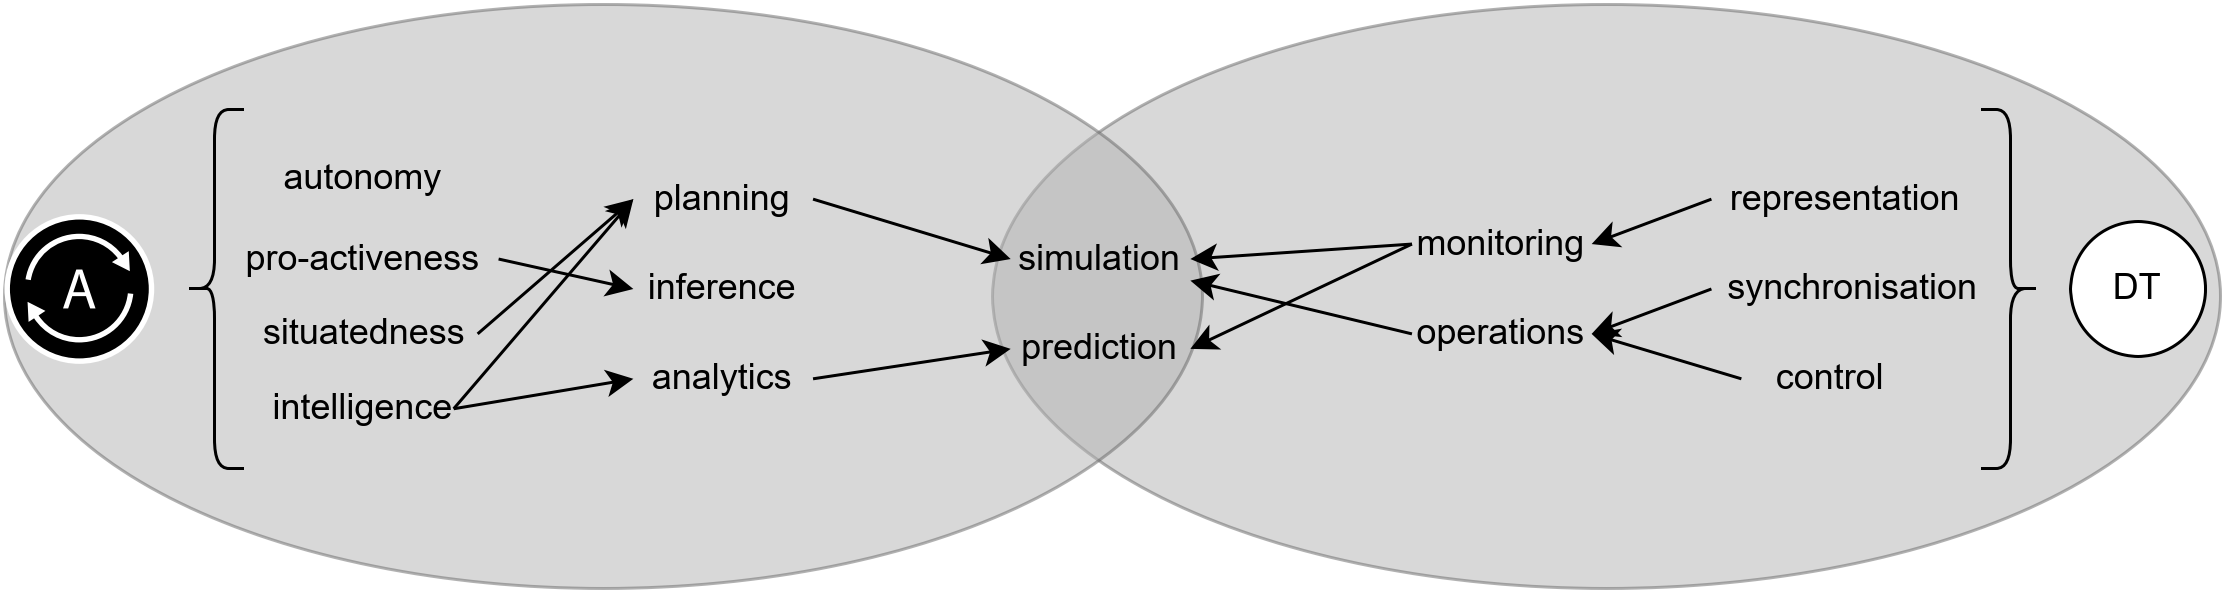 A
autonomy
pro-activeness
situatedness
intelligence
planning
inference
analytics
simulation
prediction
monitoring
operations
representation
synchronisation
control
DT